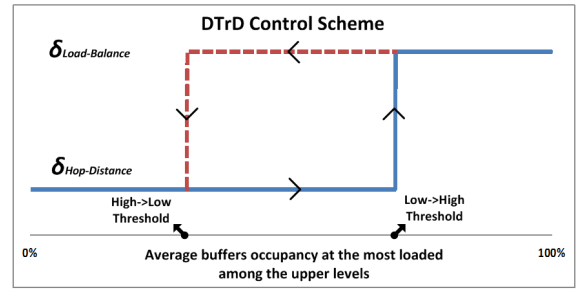 DTrD Control Scheme
δLoad-Balance
δHop-Distance
High->Low
Threshold
Low->High
Threshold
0%
Average buffers occupancy at the most loaded
among the upper levels
100%